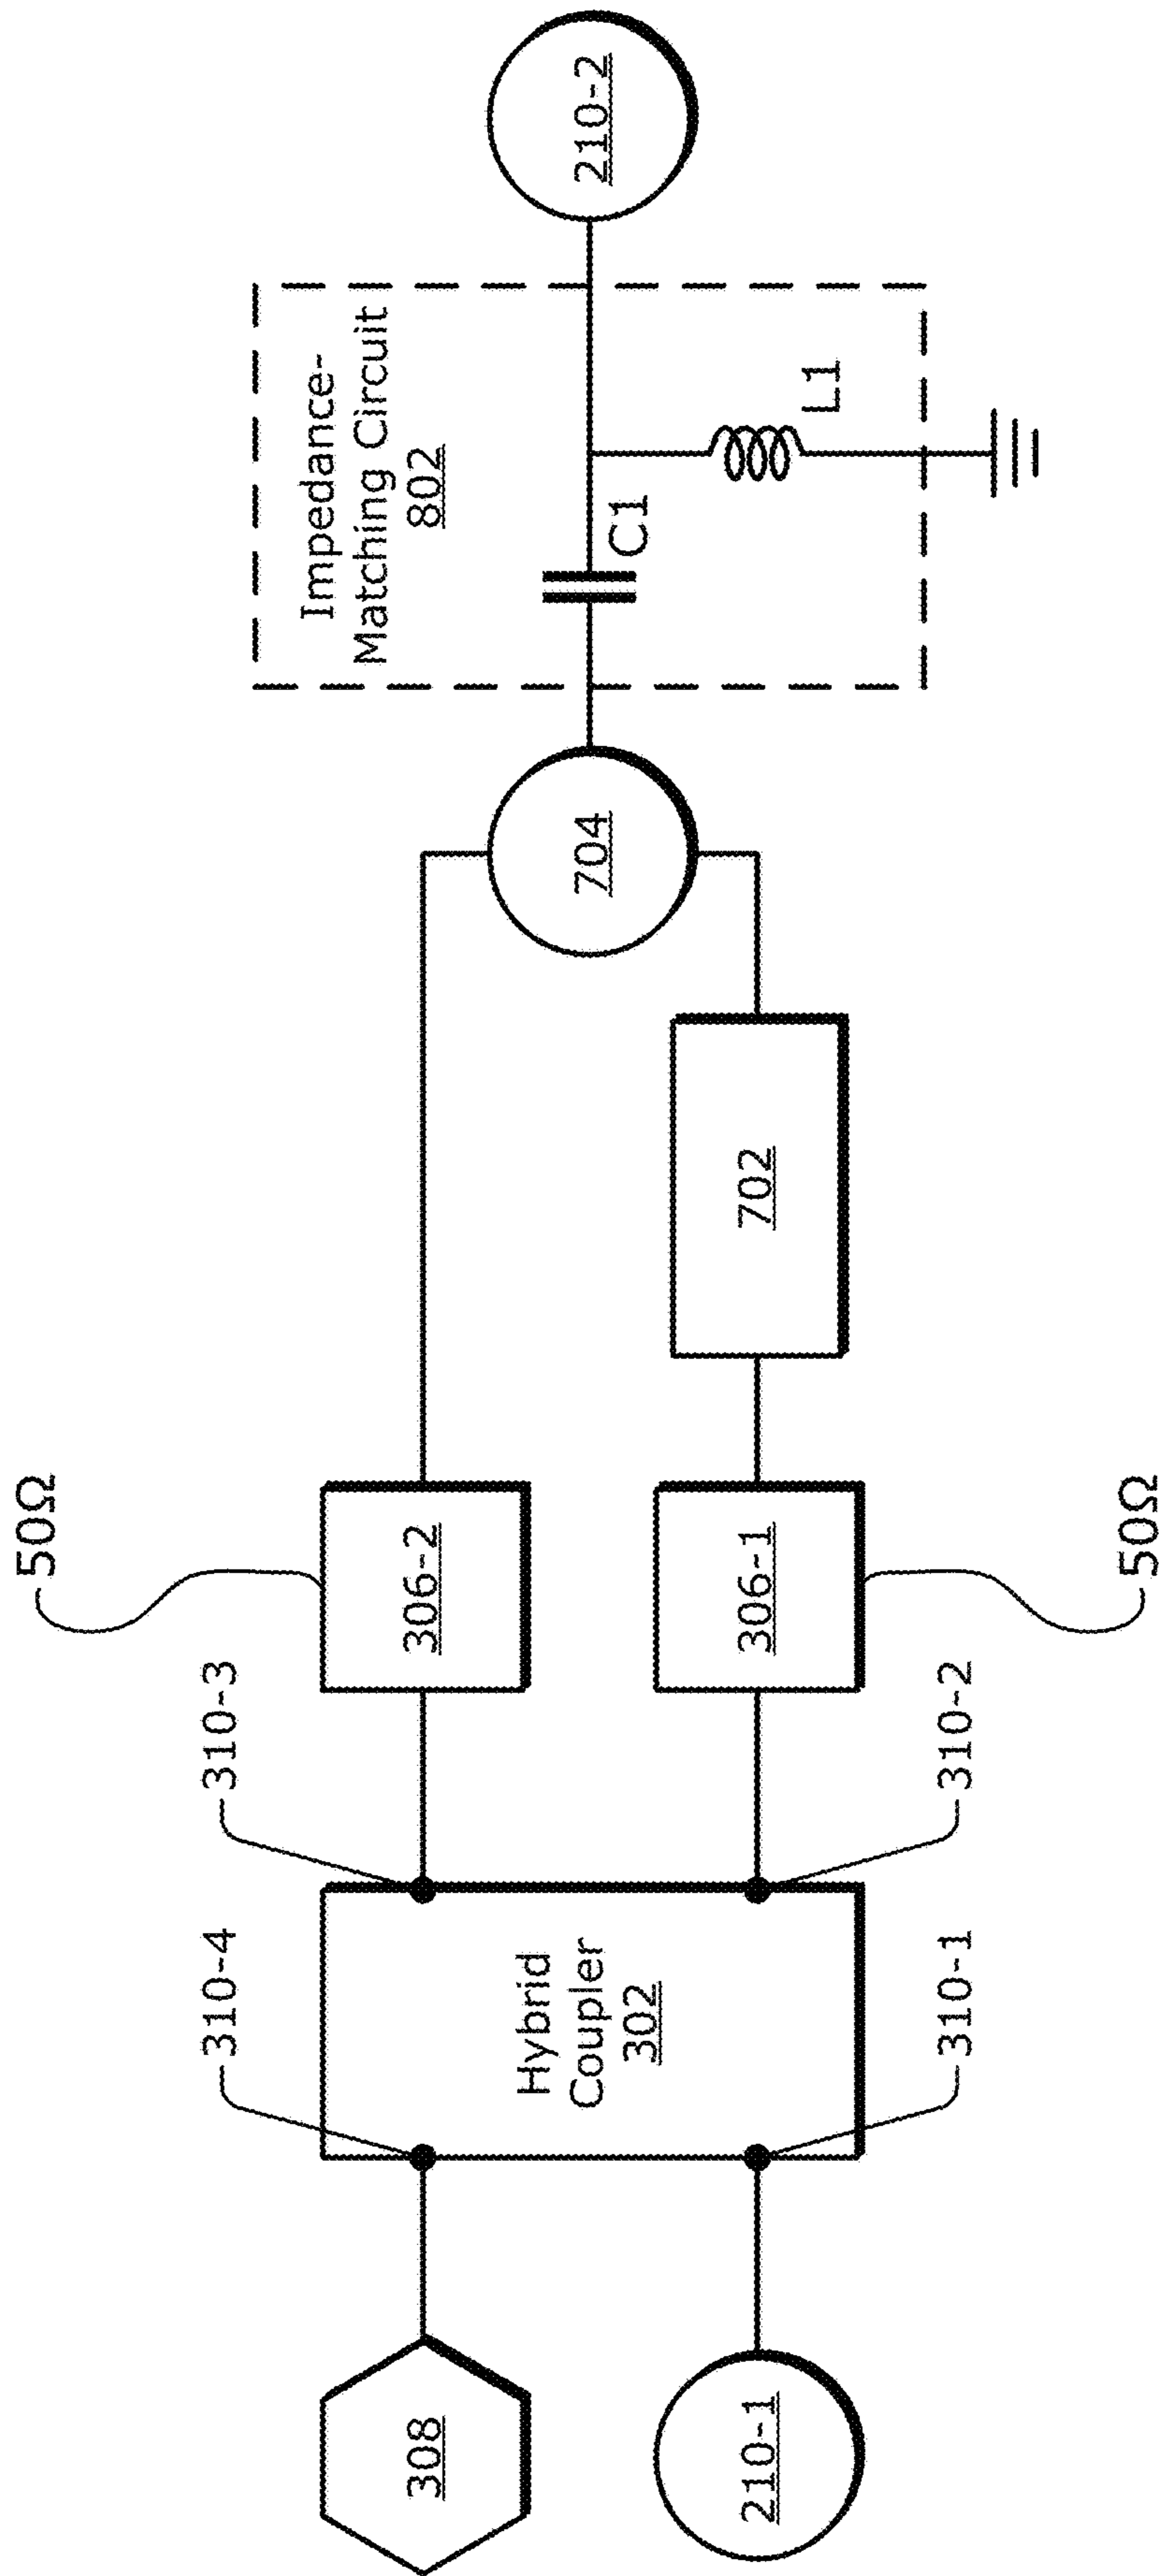 50Ω
310-4
310-3
308
306-2
Impedance-
Matching Circuit
802
Hybrid
Coupler
302
704
C1
L1
210-2
210-1
306-1
702
310-1
310-2
50Ω